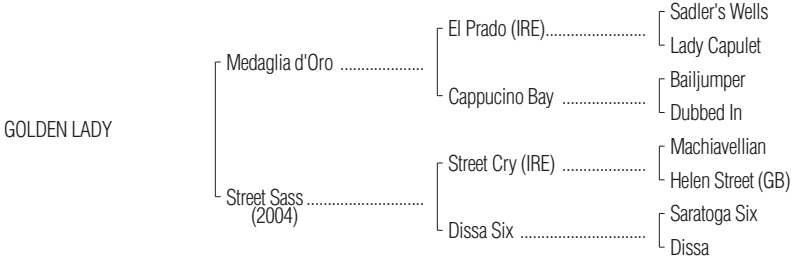 Sadler's Wells
El Prado (IRE)........................
Lady Capulet
Medaglia d'Oro ....................
Bailjumper
Cappucino Bay ....................
Dubbed In
GOLDEN LADY
Machiavellian
Street Cry (IRE) ....................
Helen Street (GB)
Street Sass ............................
(2004)
Saratoga Six
Dissa Six ..............................
Dissa